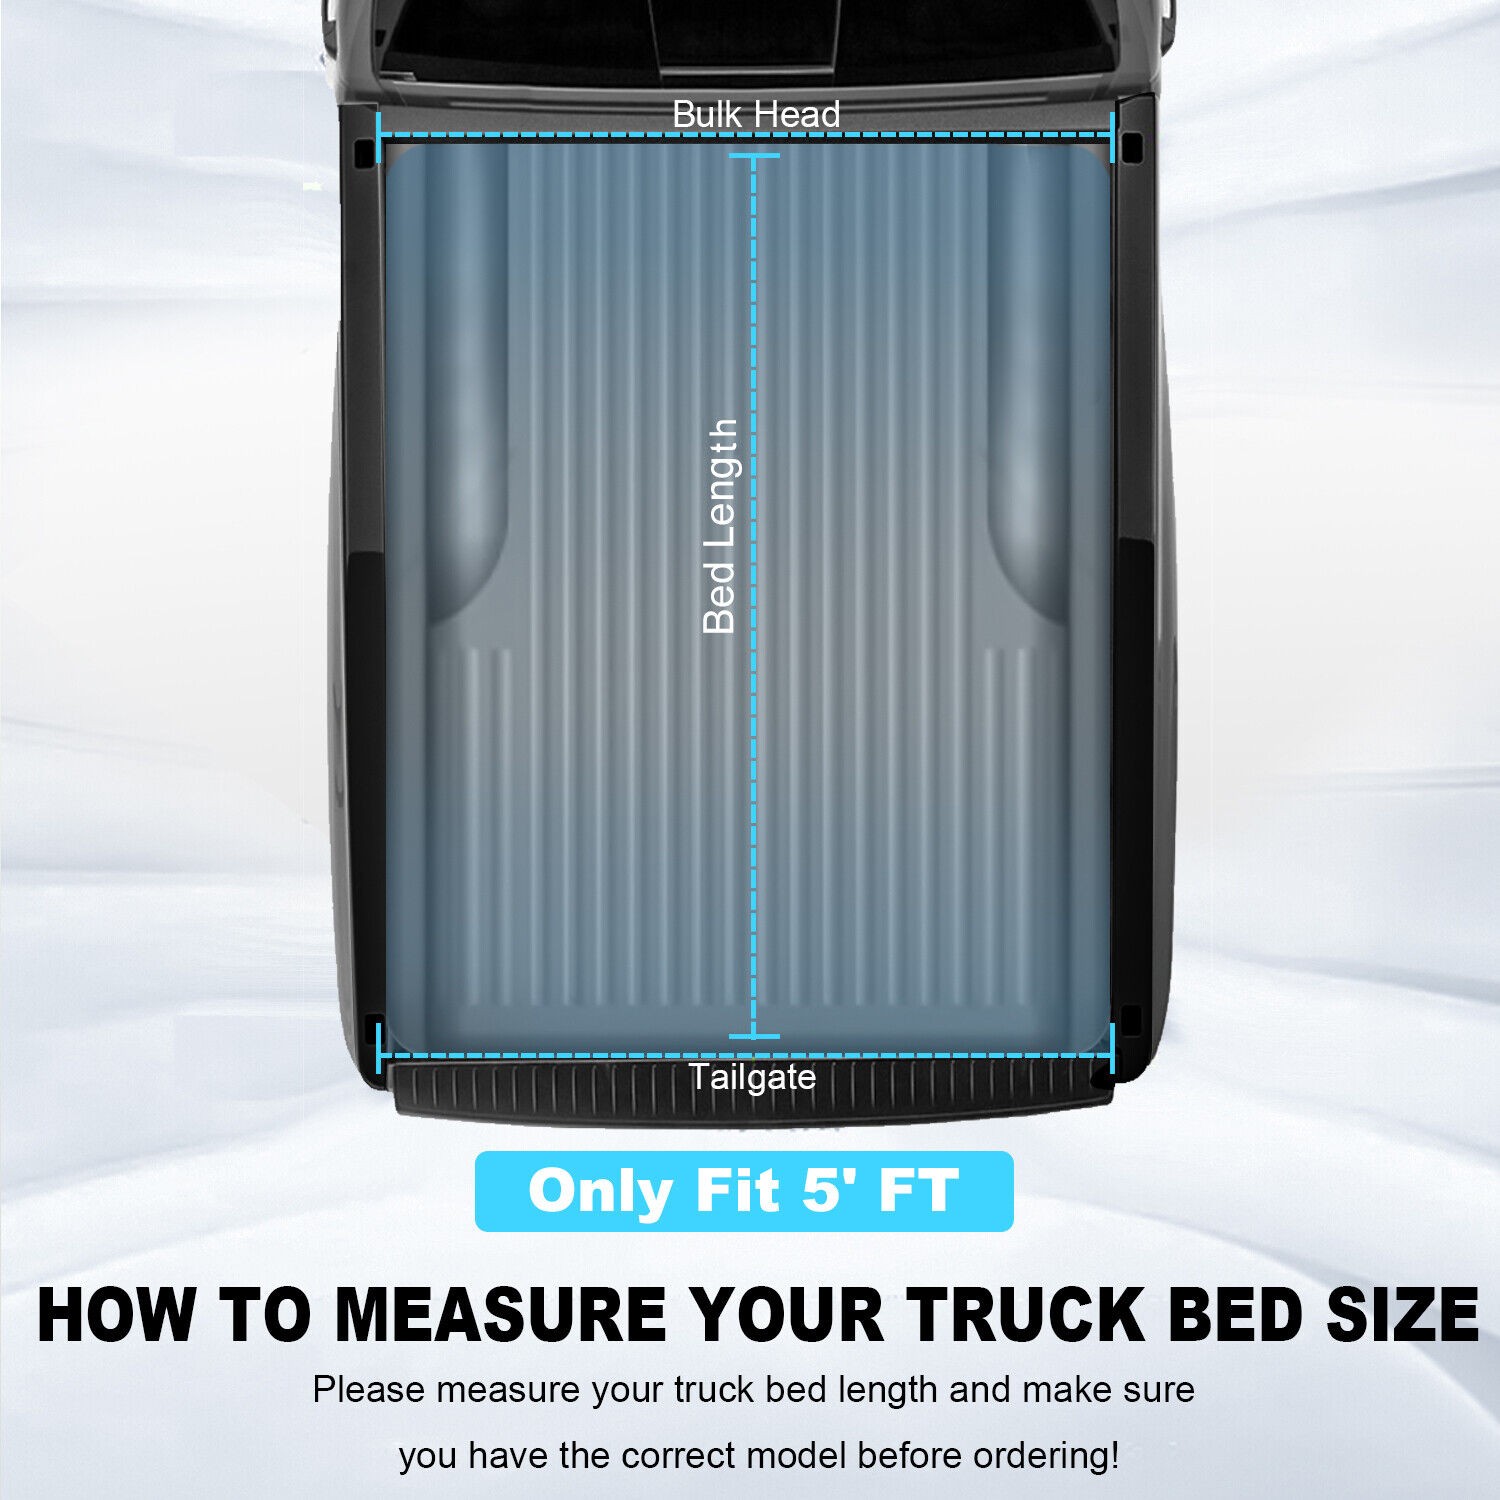 Bulk Head
Bed Length
Tailgate
Only Fit 5' FT
HOW TO MEASURE YOUR TRUCK BED SIZE
Please measure your truck bed length and make sure
you have the correct model before ordering!